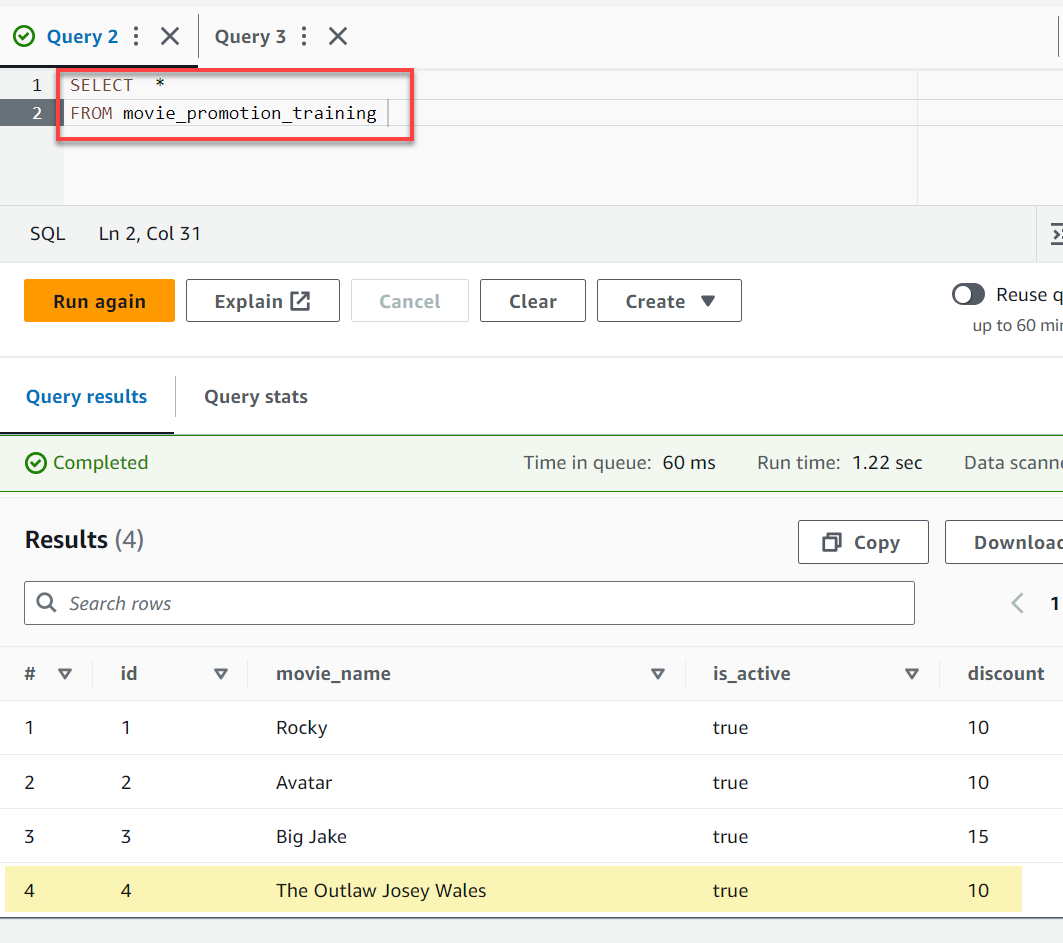 Query 2 Query 3
1 SELECT *
2 FROM movie_promotion_training
SQL Ln 2, Col 31
Run again Explain Cancel Clear Create Reuse q
up to 60 min
Query results Query stats
Completed Time in queue: 60 ms Run time: 1.22 sec Data scanne
Results (4) Copy Download
Search rows 1
# id movie_name is_active discount
1 1 Rocky true 10
2 2 Avatar true 10
3 3 Big Jake true 15
4 4 The Outlaw Josey Wales true 10